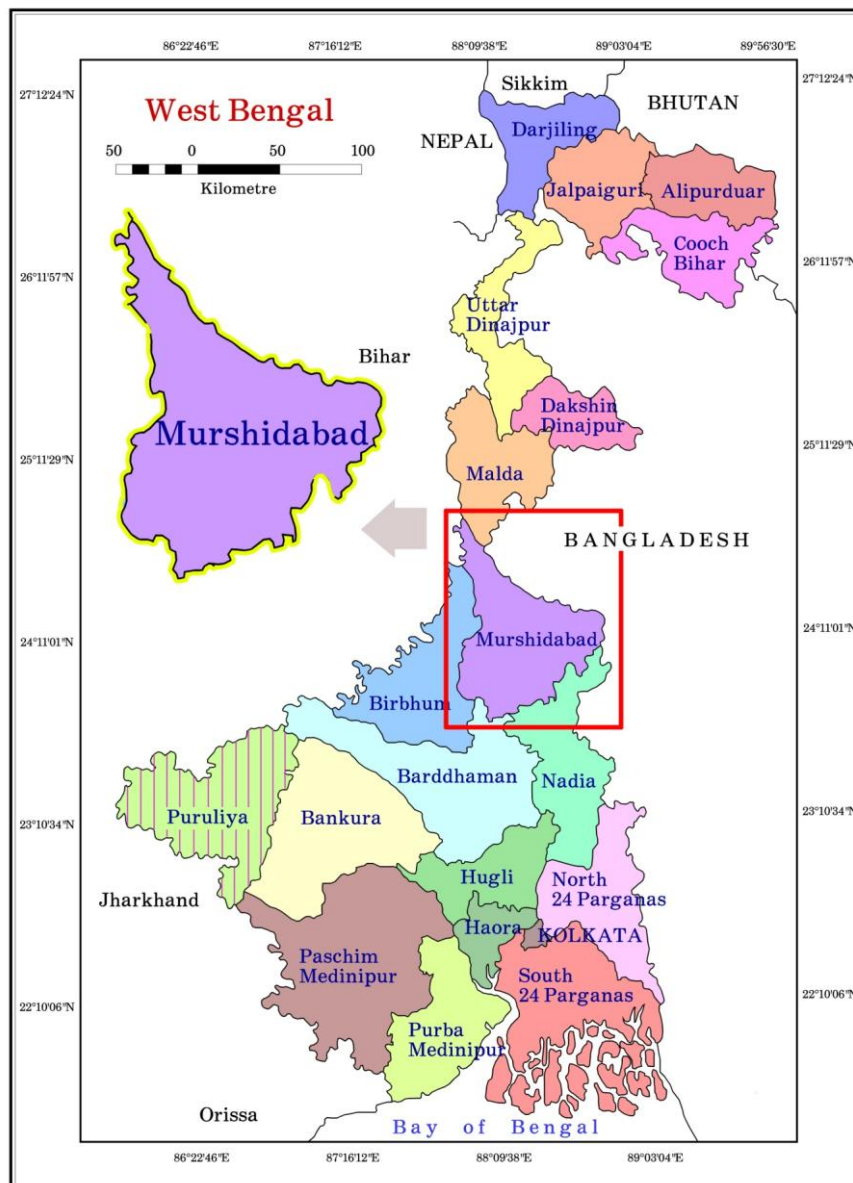 86°22'46"E 87°16'12"E 88°09'38"E 89°03'04"E 89°56'30"E
27°12'24"N
27°12'24"N
West Bengal
50 0 50 100
Kilometre
Sikkim
BHUTAN
NEPAL
Darjiling
Jalpaiguri
Alipurduar
Cooch
Bihar
26°11'57"N
26°11'57"N
Uttar
Dinajpur
Bihar
Murshidabad
Dakshin
Dinajpur
25°11'29"N
25°11'29"N
Malda
BANGLADESH
24°11'01"N
24°11'01"N
Murshidabad
Birbhum
Barddhaman
Nadia
Puruliya
Bankura
23°10'34"N
23°10'34"N
Hugli
North
24 Parganas
Jharkhand
Haora
KOLKATA
Paschim
Medinipur
South
24 Parganas
22°10'06"N
22°10'06"N
Purba
Medinipur
Orissa
Bay of Bengal
86°22'46"E 87°16'12"E 88°09'38"E 89°03'04"E